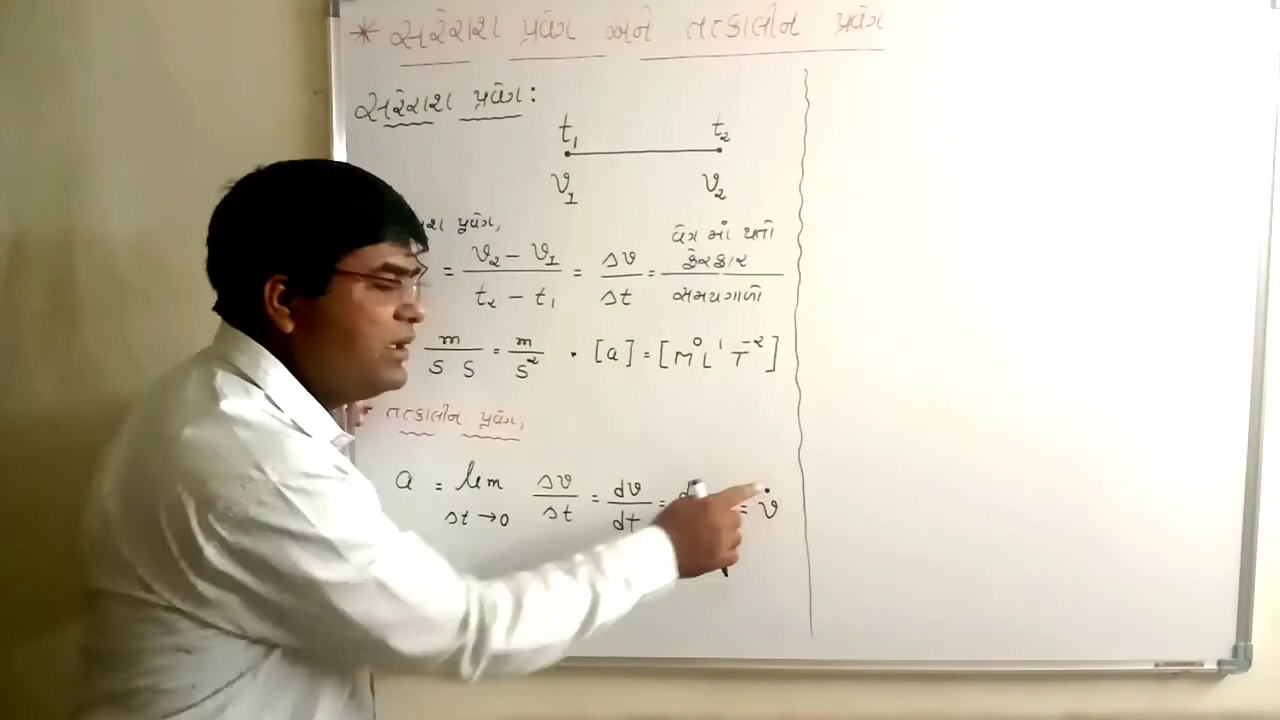 * સરેરાશ પ્રવેગ અને તત્કાલીન પ્રવેગ
સરેરાશ પ્રવેગ:
t₁ t₂
v₁ v₂
પ્રવેગ,
= v₂ - v₁ / t₂ - t₁ = Δv / Δt = વેગ માં થતો ફેરફાર / સમયગાળો
m / s s = m / s² · [a] = [M⁰ L¹ T⁻²]
* તત્કાલીન પ્રવેગ,
a = lim Δt→0 Δv / Δt = dv / dt = = v̇